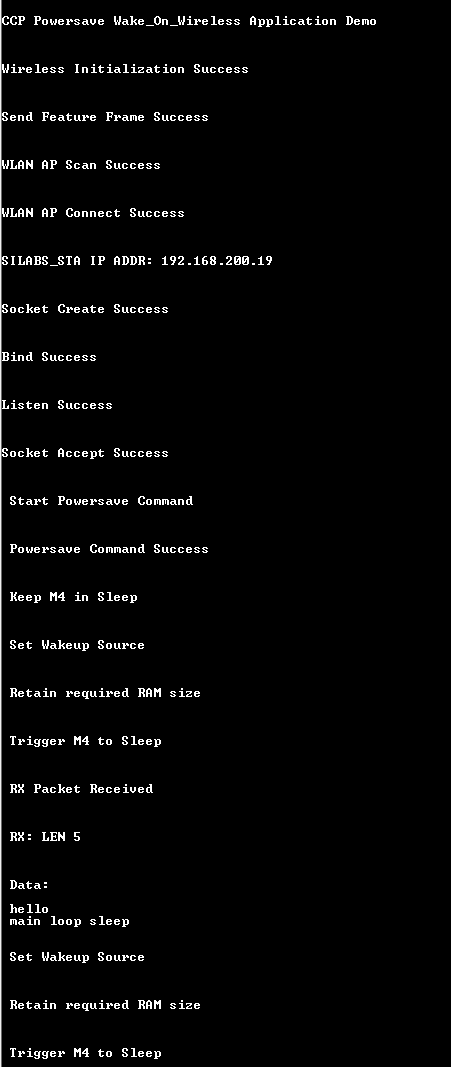 CCP Powersave Wake_On_Wireless Application Demo
Wireless Initialization Success
Send Feature Frame Success
WLAN AP Scan Success
WLAN AP Connect Success
SILABS_STA IP ADDR: 192.168.200.19
Socket Create Success
Bind Success
Listen Success
Socket Accept Success
Start Powersave Command
Powersave Command Success
Keep M4 in Sleep
Set Wakeup Source
Retain required RAM size
Trigger M4 to Sleep
RX Packet Received
RX: LEN 5
Data:
hello
main loop sleep
Set Wakeup Source
Retain required RAM size
Trigger M4 to Sleep